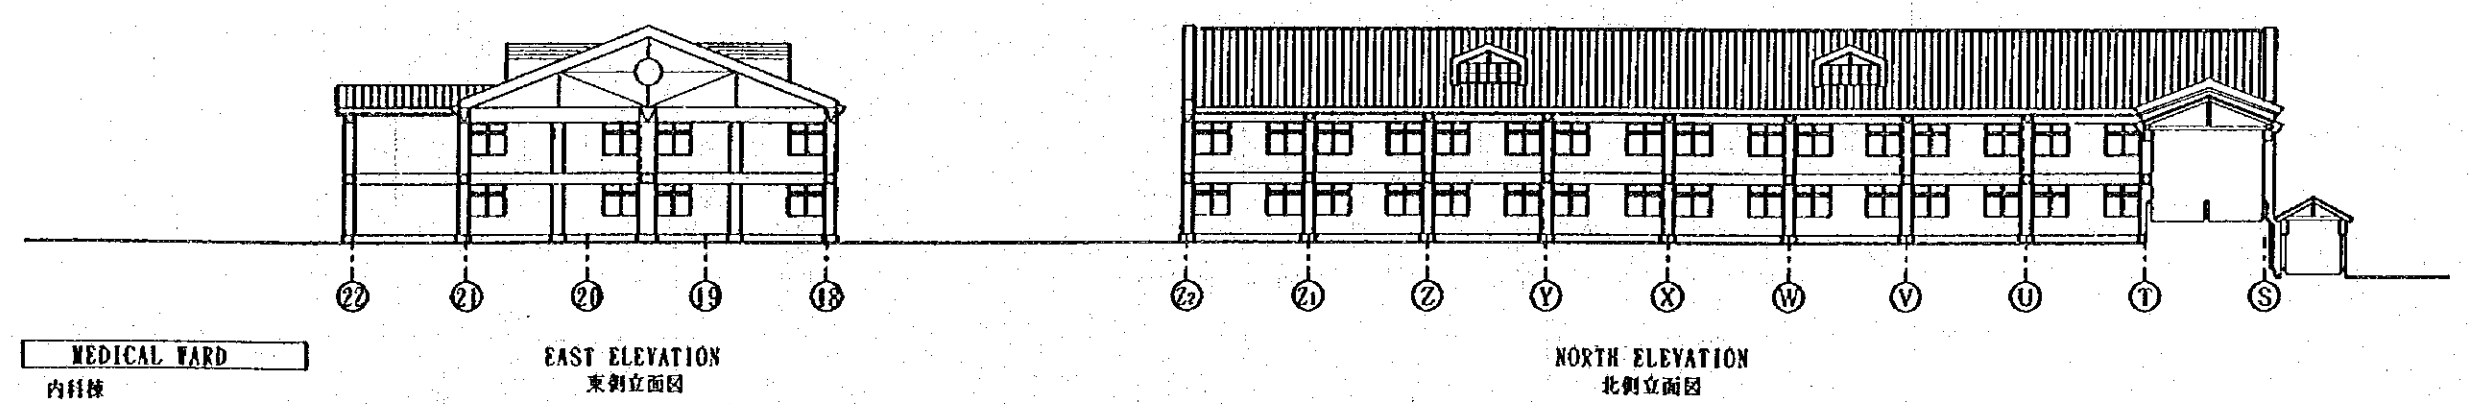 22 21 20 19 18
Z2 Z1 Z Y X W V U T S
MEDICAL WARD
内科棟
EAST ELEVATION
東側立面図
NORTH ELEVATION
北側立面図